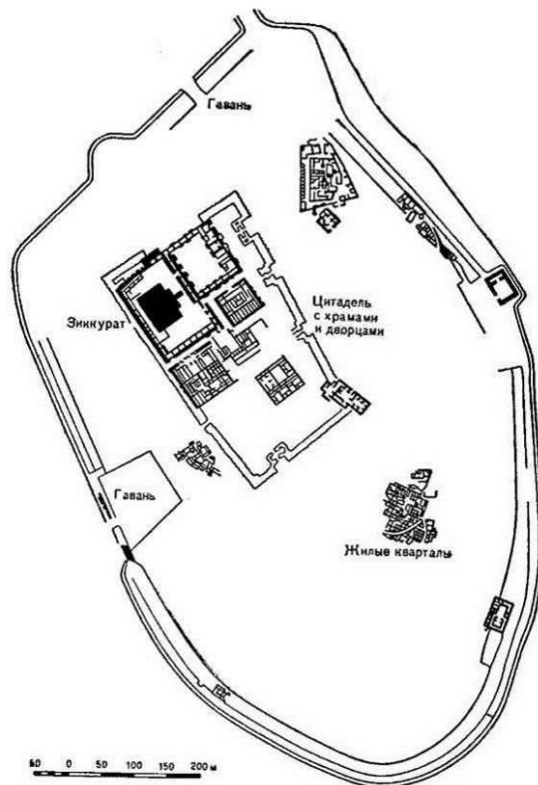 Гавань
Зиккурат
Цитадель
с храмами
и дворцами
Гавань
Жилые кварталы
50 0 50 100 150 200 м